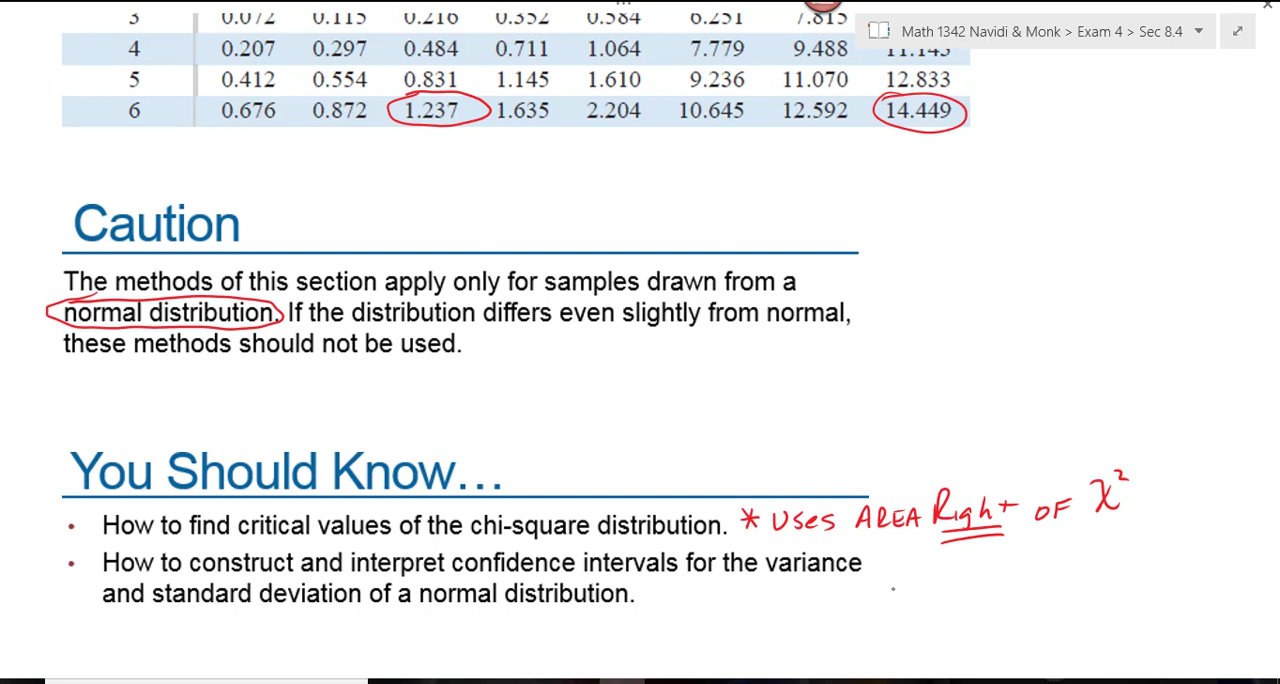 3 0.072 0.115 0.216 0.352 0.584 6.251 7.815
Math 1342 Navidi & Monk > Exam 4 > Sec 8.4
4 0.207 0.297 0.484 0.711 1.064 7.779 9.488 11.143
5 0.412 0.554 0.831 1.145 1.610 9.236 11.070 12.833
6 0.676 0.872 1.237 1.635 2.204 10.645 12.592 14.449
Caution
The methods of this section apply only for samples drawn from a
normal distribution. If the distribution differs even slightly from normal,
these methods should not be used.
You Should Know…
• How to find critical values of the chi-square distribution. * USES AREA Right OF χ²
• How to construct and interpret confidence intervals for the variance
and standard deviation of a normal distribution.